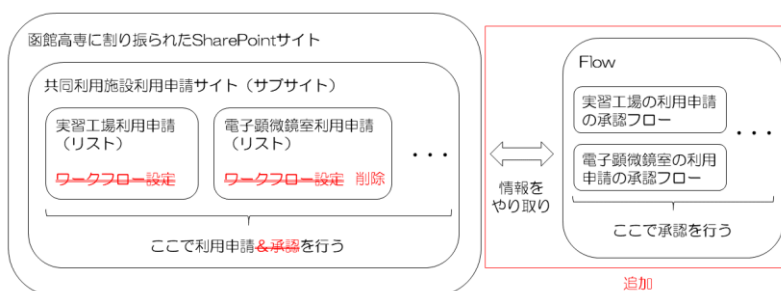 函館高専に割り振られたSharePointサイト
共同利用施設利用申請サイト（サブサイト）
実習工場利用申請
（リスト）
ワークフロー設定
電子顕微鏡室利用申請
（リスト）
ワークフロー設定 削除
・・・
ここで利用申請&承認を行う
情報を
やり取り
Flow
実習工場の利用申請
の承認フロー
電子顕微鏡室の利用
申請の承認フロー
・・・
ここで承認を行う
追加